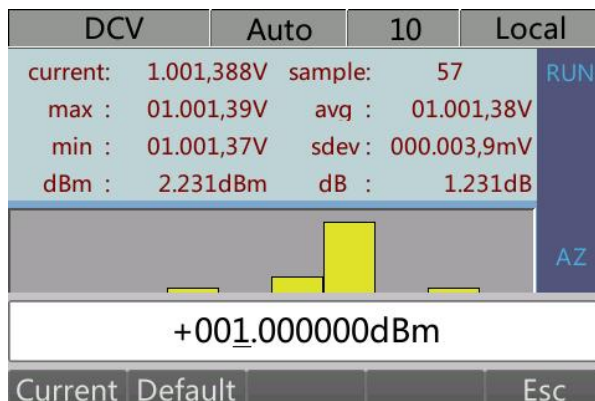 DCV Auto 10 Local
current: 1.001,388V sample: 57 RUN
max : 01.001,39V avg : 01.001,38V
min : 01.001,37V sdev : 000.003,9mV
dBm : 2.231dBm dB : 1.231dB
AZ
+001.000000dBm
Current Default Esc